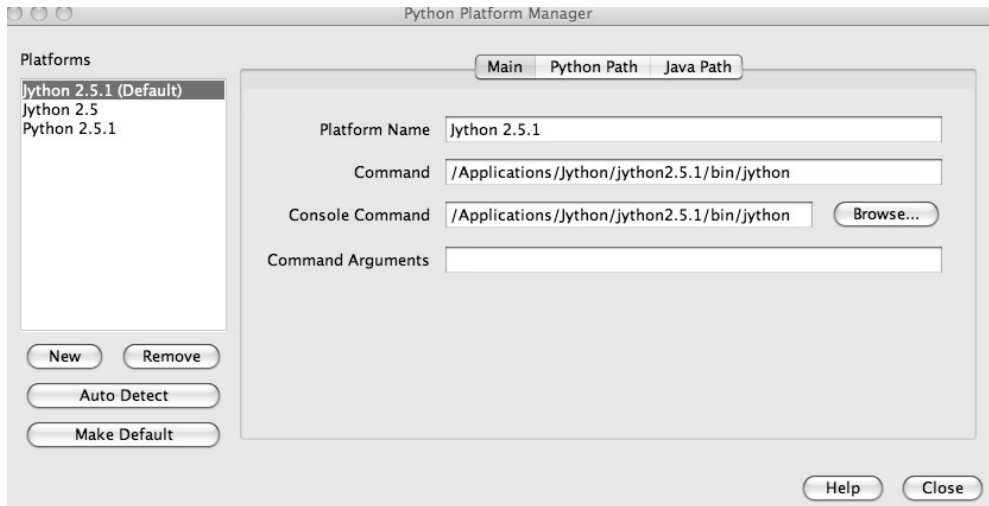 Python Platform Manager
Platforms
Jython 2.5.1 (Default)
Jython 2.5
Python 2.5.1
New Remove
Auto Detect
Make Default
Main Python Path Java Path
Platform Name Jython 2.5.1
Command /Applications/Jython/jython2.5.1/bin/jython
Console Command /Applications/Jython/jython2.5.1/bin/jython Browse...
Command Arguments
Help Close